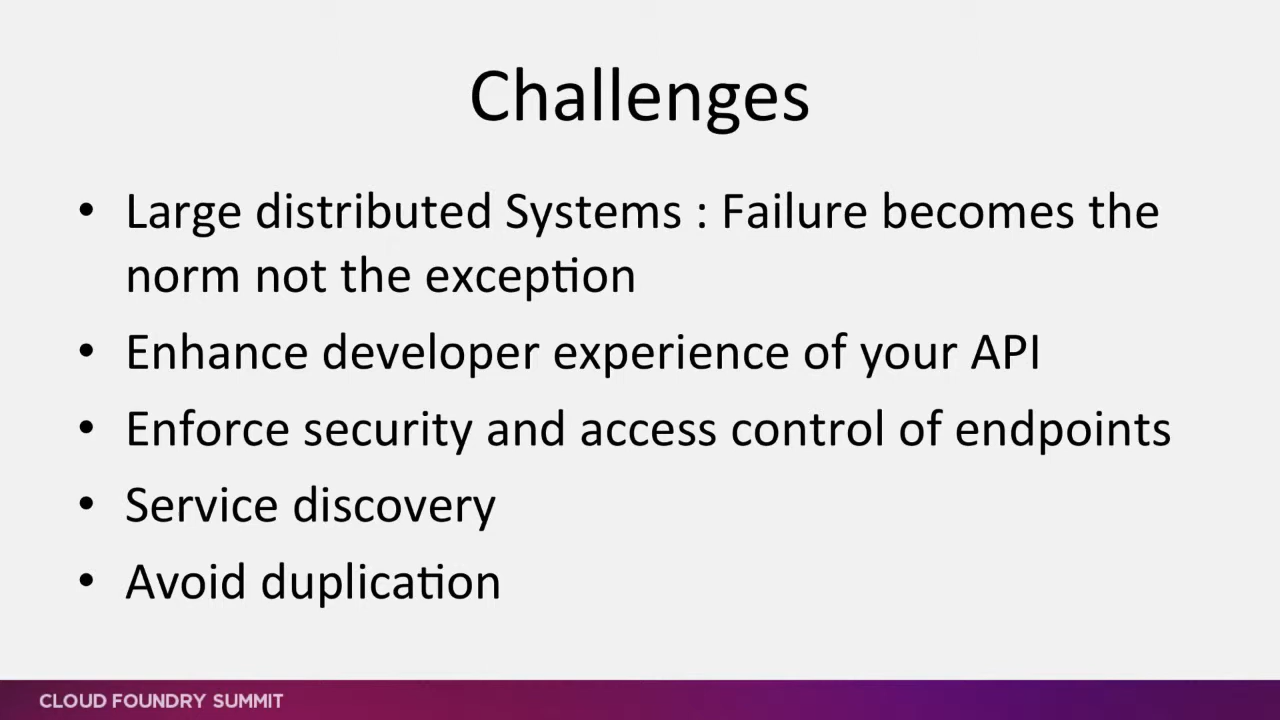 Challenges
• Large distributed Systems : Failure becomes the
norm not the exception
• Enhance developer experience of your API
• Enforce security and access control of endpoints
• Service discovery
• Avoid duplication
CLOUD FOUNDRY SUMMIT